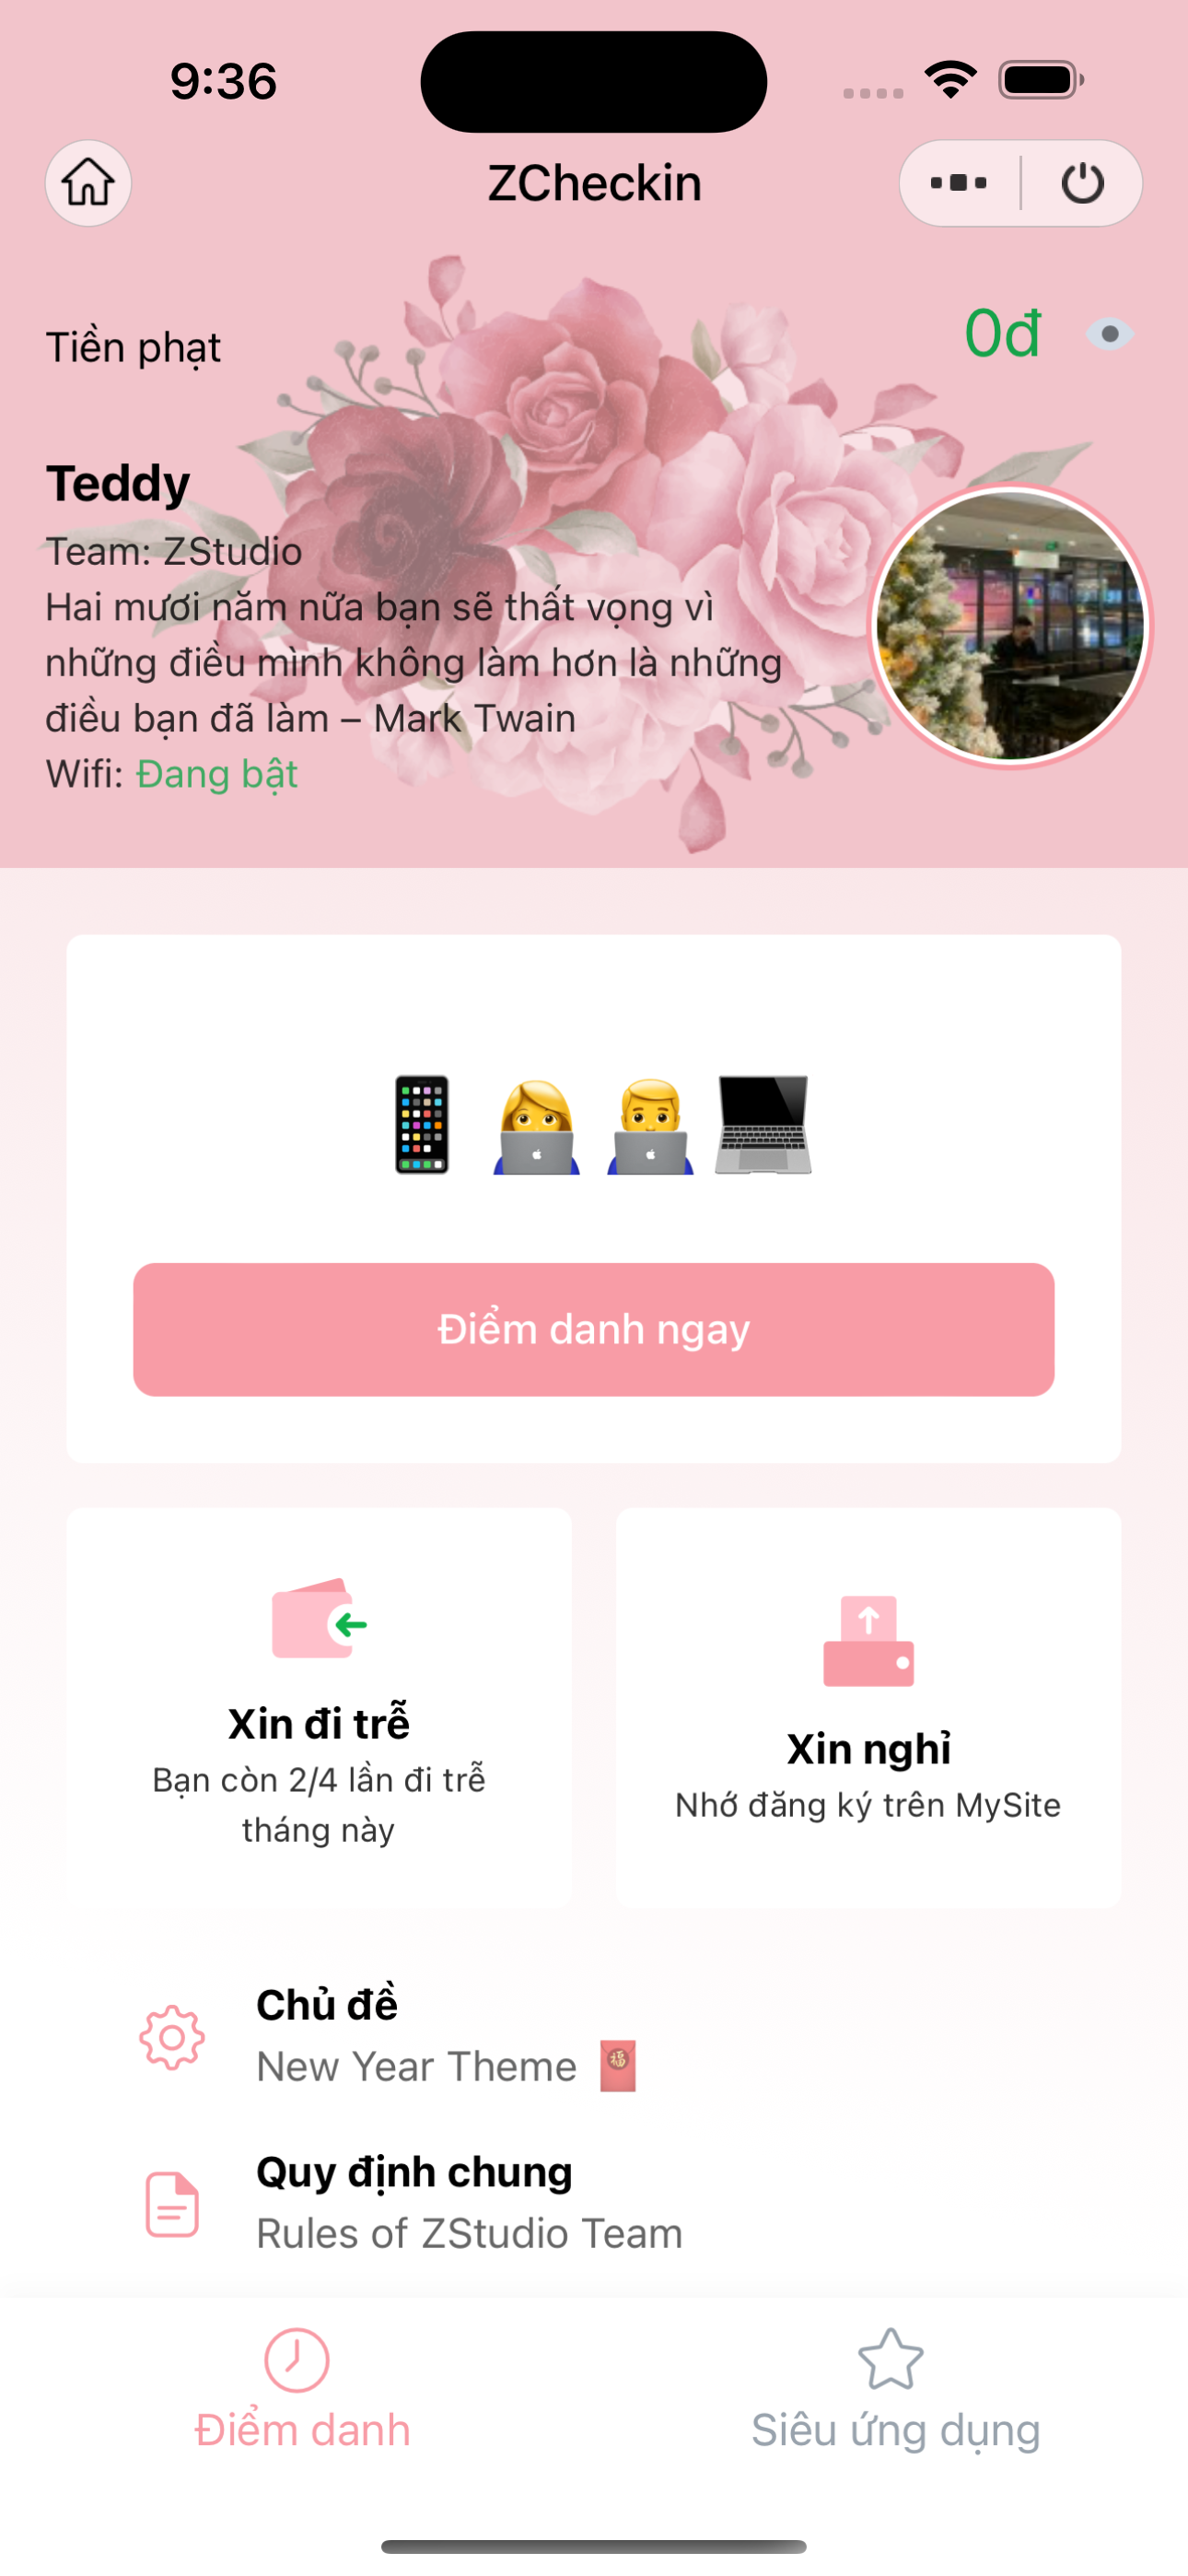 9:36
ZCheckin
Tiền phạt
0đ
Teddy
Team: ZStudio
Hai mươi năm nữa bạn sẽ thất vọng vì
những điều mình không làm hơn là những
điều bạn đã làm – Mark Twain
Wifi: Đang bật
Điểm danh ngay
Xin đi trễ
Bạn còn 2/4 lần đi trễ
tháng này
Xin nghỉ
Nhớ đăng ký trên MySite
Chủ đề
New Year Theme 🧧
Quy định chung
Rules of ZStudio Team
Điểm danh
Siêu ứng dụng